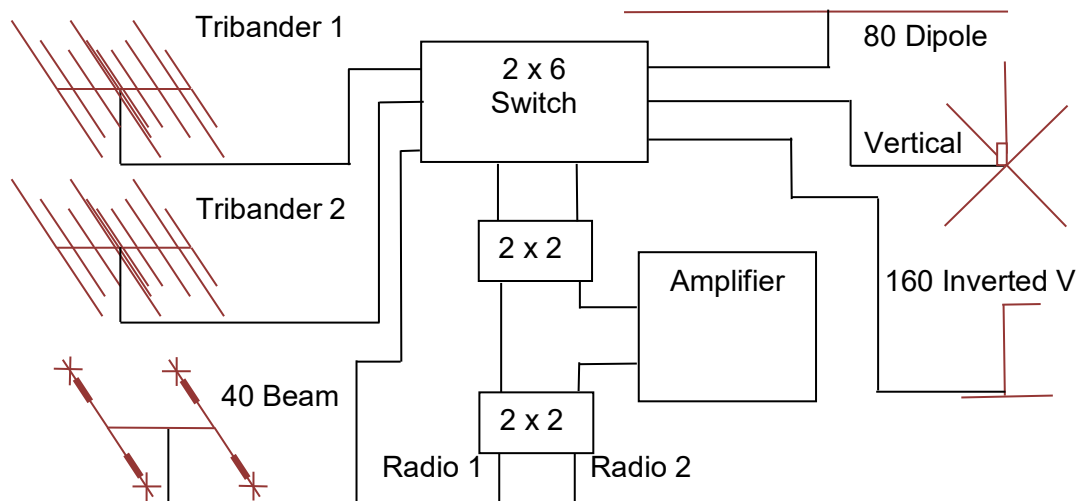 Tribander 1
2 x 6
Switch
80 Dipole
Vertical
Tribander 2
2 x 2
Amplifier
160 Inverted V
40 Beam
2 x 2
Radio 1
Radio 2